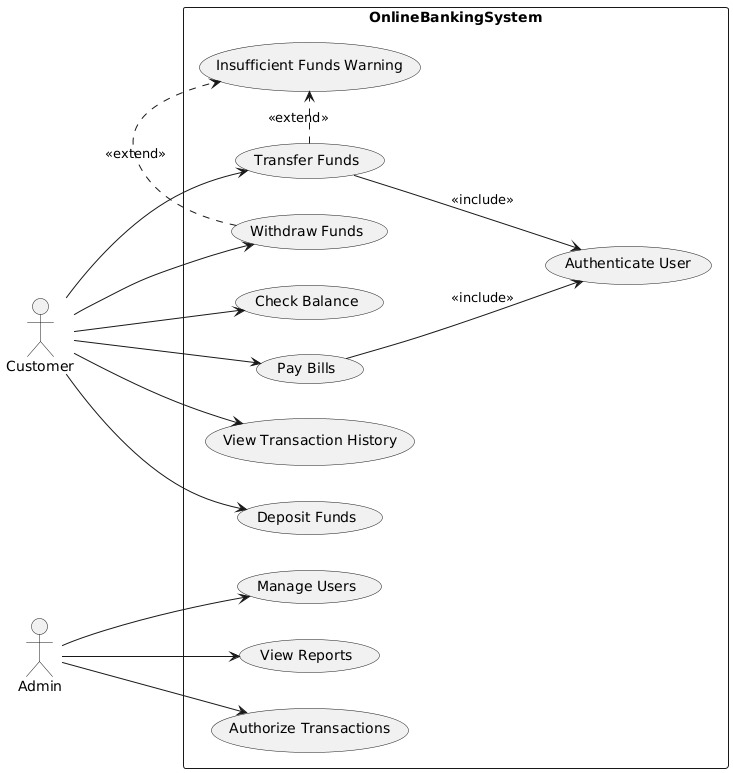 OnlineBankingSystem
Insufficient Funds Warning
«extend»
«extend»
Transfer Funds
«include»
Withdraw Funds
Authenticate User
Check Balance
«include»
Customer
Pay Bills
View Transaction History
Deposit Funds
Manage Users
View Reports
Admin
Authorize Transactions